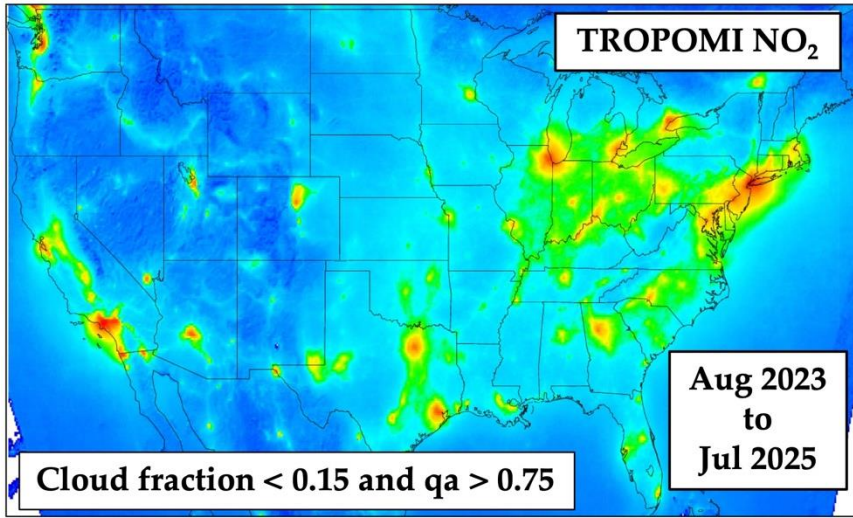 TROPOMI NO₂
Aug 2023
to
Jul 2025
Cloud fraction < 0.15 and qa > 0.75